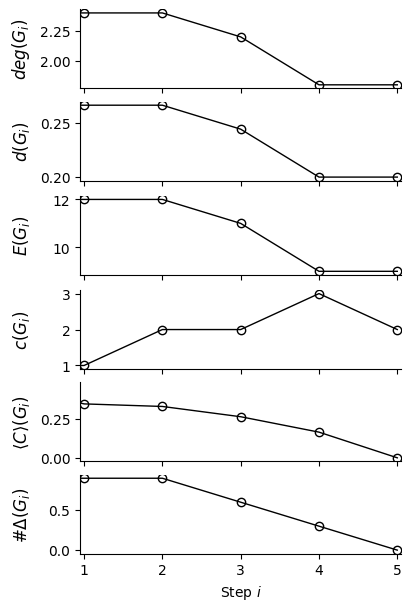 deg(G_i)
2.25
2.00
d(G_i)
0.25
0.20
E(G_i)
12
10
c(G_i)
3
2
1
⟨C⟩(G_i)
0.25
0.00
#Δ(G_i)
0.5
0.0
1 2 3 4 5
Step i